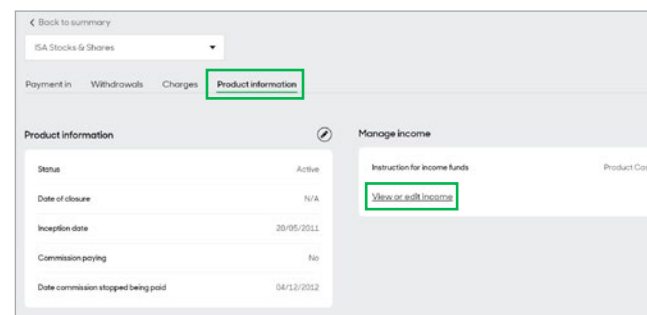 Back to summary
ISA Stocks & Shares
Payment in Withdrawals Charges Product information
Product information
Status Active
Date of closure N/A
Inception date 20/05/2011
Commission paying No
Date commission stopped being paid 04/12/2012
Manage income
Instruction for income funds Product Cas
View or edit income